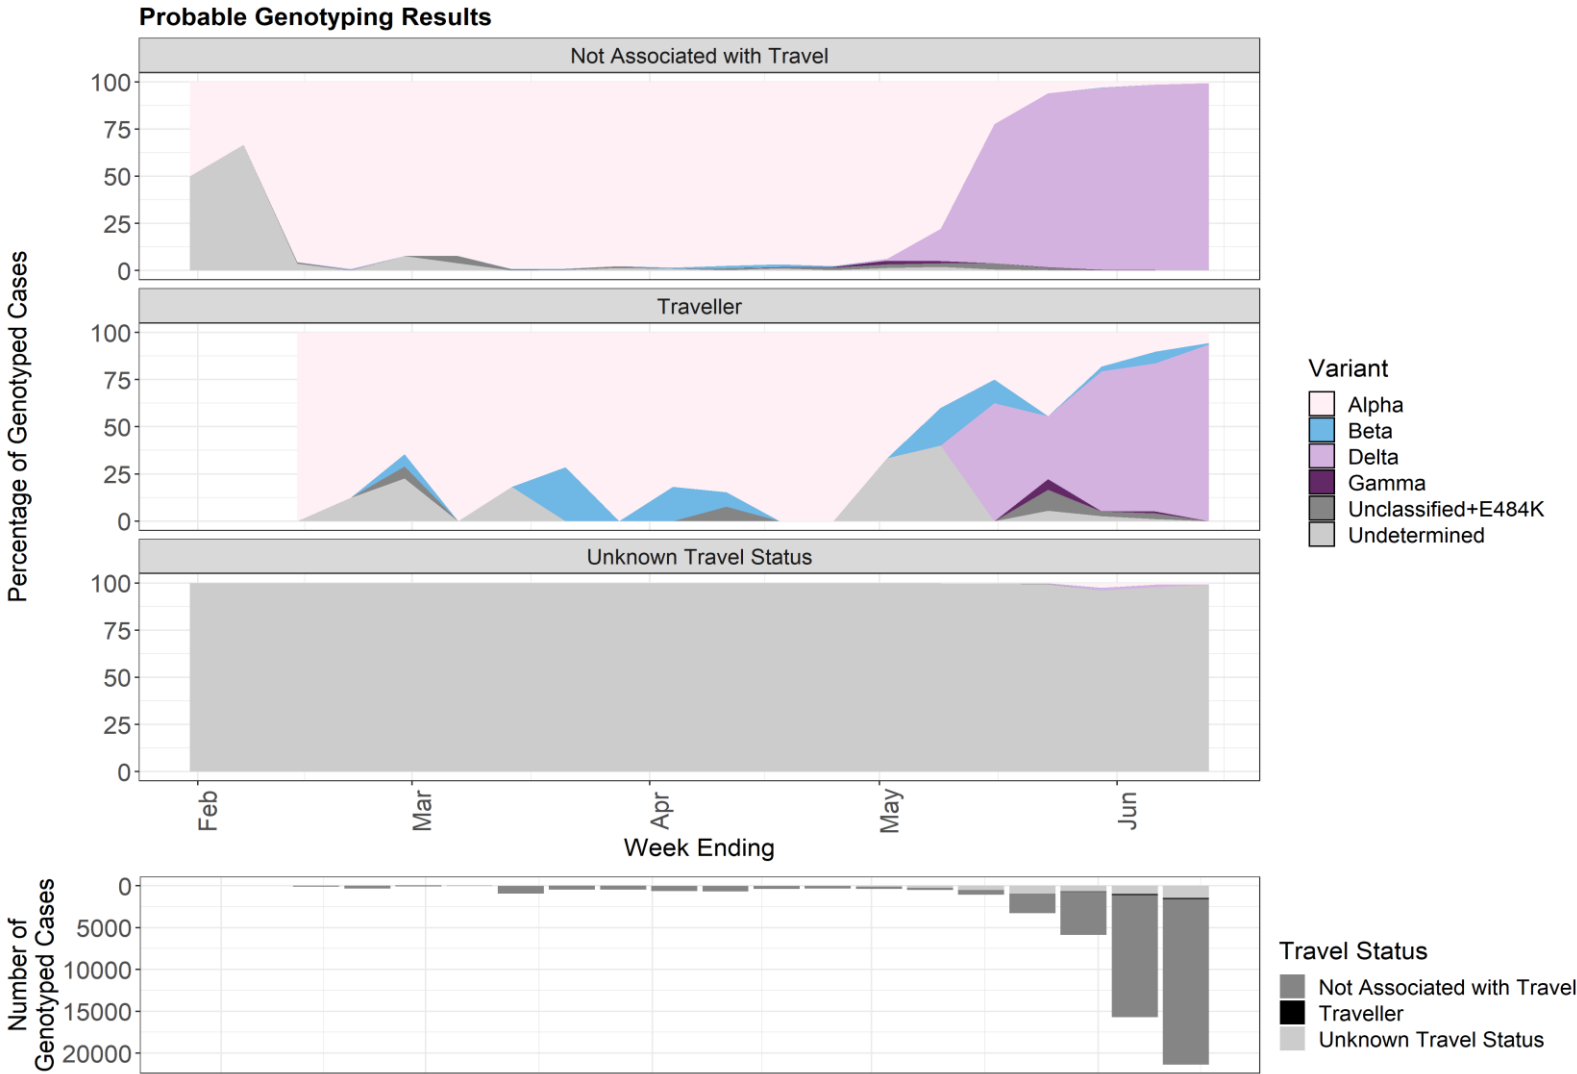 Probable Genotyping Results
Not Associated with Travel
100
75
50
25
0
Traveller
100
75
50
25
0
Unknown Travel Status
100
75
50
25
0
Percentage of Genotyped Cases
Feb
Mar
Apr
May
Jun
Week Ending
Variant
Alpha
Beta
Delta
Gamma
Unclassified+E484K
Undetermined
0
5000
10000
15000
20000
Number of
Genotyped Cases
Travel Status
Not Associated with Travel
Traveller
Unknown Travel Status